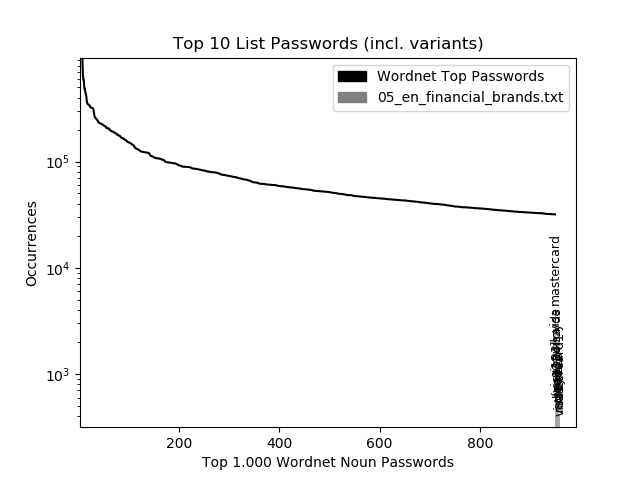 Top 10 List Passwords (incl. variants)
Wordnet Top Passwords
05_en_financial_brands.txt
Occurrences
10^5
10^4
10^3
mastercard
200
400
600
800
Top 1.000 Wordnet Noun Passwords